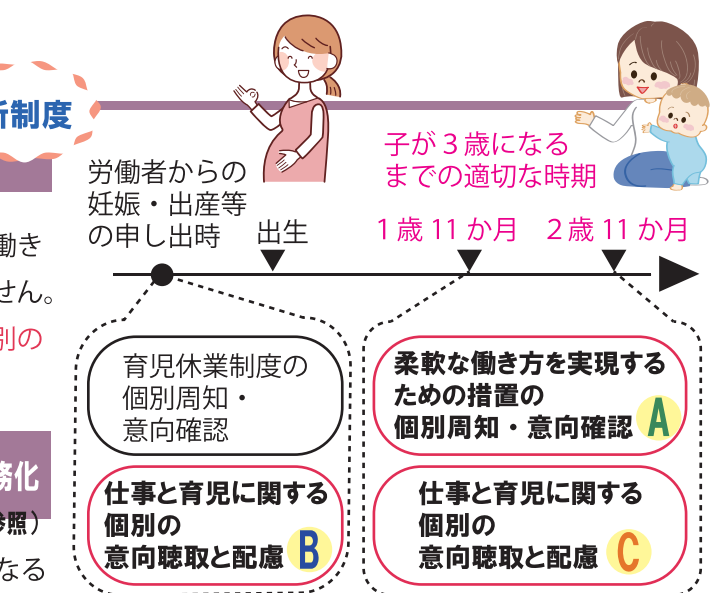 新制度
労働者からの
妊娠・出産等
の申し出時
出生
子が3歳になる
までの適切な時期
1歳11か月
2歳11か月
働き
せん。
別の
務化
参照）
なる
育児休業制度の
個別周知・
意向確認
仕事と育児に関する
個別の
意向聴取と配慮 B
柔軟な働き方を実現する
ための措置の
個別周知・意向確認 A
仕事と育児に関する
個別の
意向聴取と配慮 C